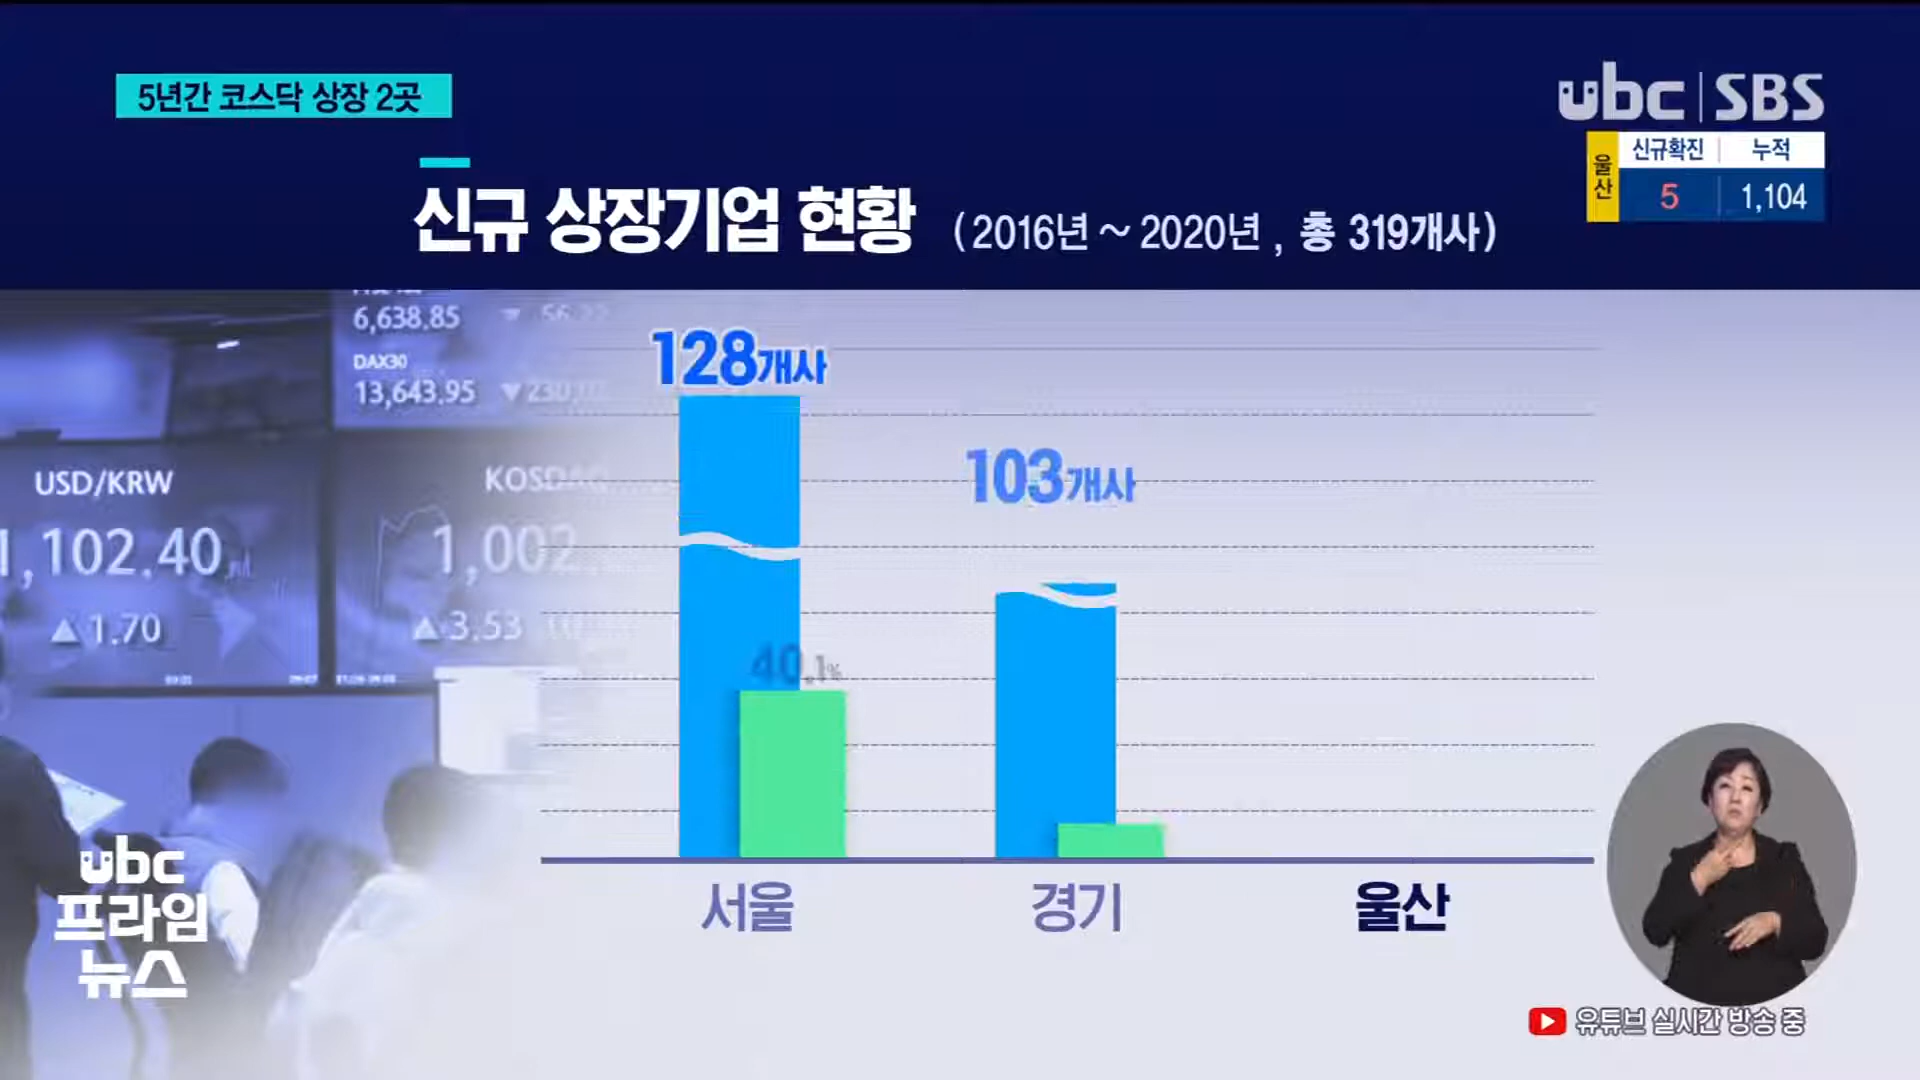 5년간 코스닥 상장 2곳
ubc SBS
울산 신규확진 누적
5 1,104
신규 상장기업 현황 (2016년 ~ 2020년, 총 319개사)
6,638.85 ▼ 56.22
DAX30
13,643.95 ▼
USD/KRW
1,102.40
▲ 1.70
KOSDAQ
1,002
▲ 3.53
128개사
103개사
40.1%
서울
경기
울산
ubc
프라임
뉴스
유튜브 실시간 방송 중